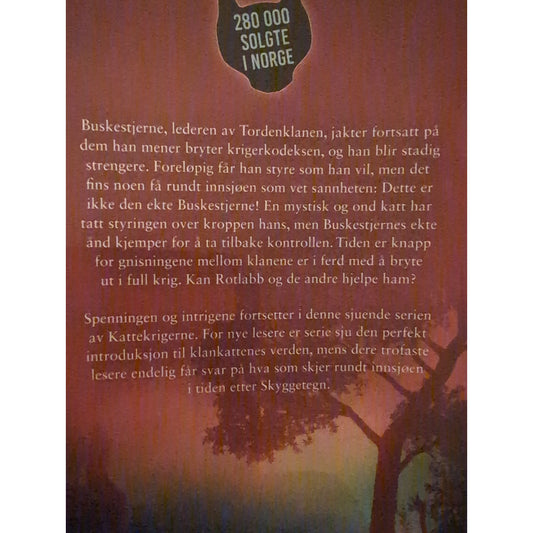 280 000
SOLGTE
I NORGE
Buskestjerne, lederen av Tordenklanen, jakter fortsatt på
dem han mener bryter krigerkodeksen, og han blir stadig
strengere. Foreløpig får han styre som han vil, men det
fins noen få rundt innsjøen som vet sannheten: Dette er
ikke den ekte Buskestjerne! En mystisk og ond katt har
tatt styringen over kroppen hans, men Buskestjernes ekte
ånd kjemper for å ta tilbake kontrollen. Tiden er knapp
for gnisningene mellom klanene er i ferd med å bryte
ut i full krig. Kan Rotlabb og de andre hjelpe ham?
Spenningen og intrigene fortsetter i denne sjuende serien
av Kattekrigerne. For nye lesere er serie sju den perfekt
introduksjon til klankattenes verden, mens dere trofaste
lesere endelig får svar på hva som skjer rundt innsjøen
i tiden etter Skyggetegn.